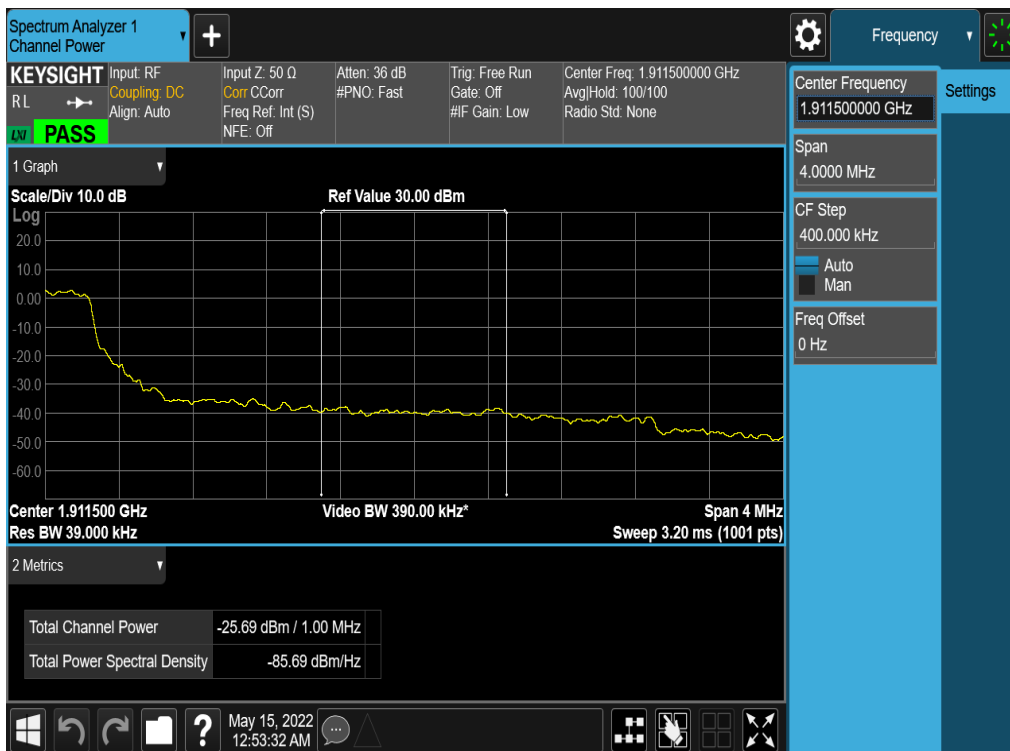 Spectrum Analyzer 1
Channel Power
Frequency
KEYSIGHT
R L
LXI
PASS
Input: RF
Coupling: DC
Align: Auto
Input Z: 50 Ω
Corr CCorr
Freq Ref: Int (S)
NFE: Off
Atten: 36 dB
#PNO: Fast
Trig: Free Run
Gate: Off
#IF Gain: Low
Center Freq: 1.911500000 GHz
Avg|Hold: 100/100
Radio Std: None
Center Frequency
1.911500000 GHz
Settings
Span
4.0000 MHz
CF Step
400.000 kHz
Auto
Man
Freq Offset
0 Hz
1 Graph
Scale/Div 10.0 dB
Ref Value 30.00 dBm
Log
20.0
10.0
0.00
-10.0
-20.0
-30.0
-40.0
-50.0
-60.0
Center 1.911500 GHz
Video BW 390.00 kHz*
Span 4 MHz
Res BW 39.000 kHz
Sweep 3.20 ms (1001 pts)
2 Metrics
Total Channel Power -25.69 dBm / 1.00 MHz
Total Power Spectral Density -85.69 dBm/Hz
?
May 15, 2022
12:53:32 AM